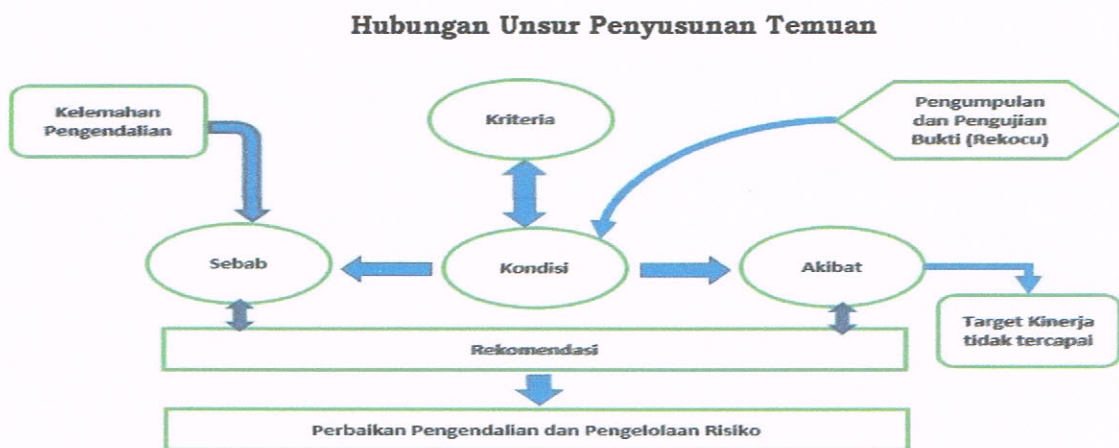 Hubungan Unsur Penyusunan Temuan
Kelemahan
Pengendalian
Kriteria
Pengumpulan
dan Pengujian
Bukti (Rekocu)
Sebab
Kondisi
Akibat
Target Kinerja
tidak tercapai
Rekomendasi
Perbaikan Pengendalian dan Pengelolaan Risiko